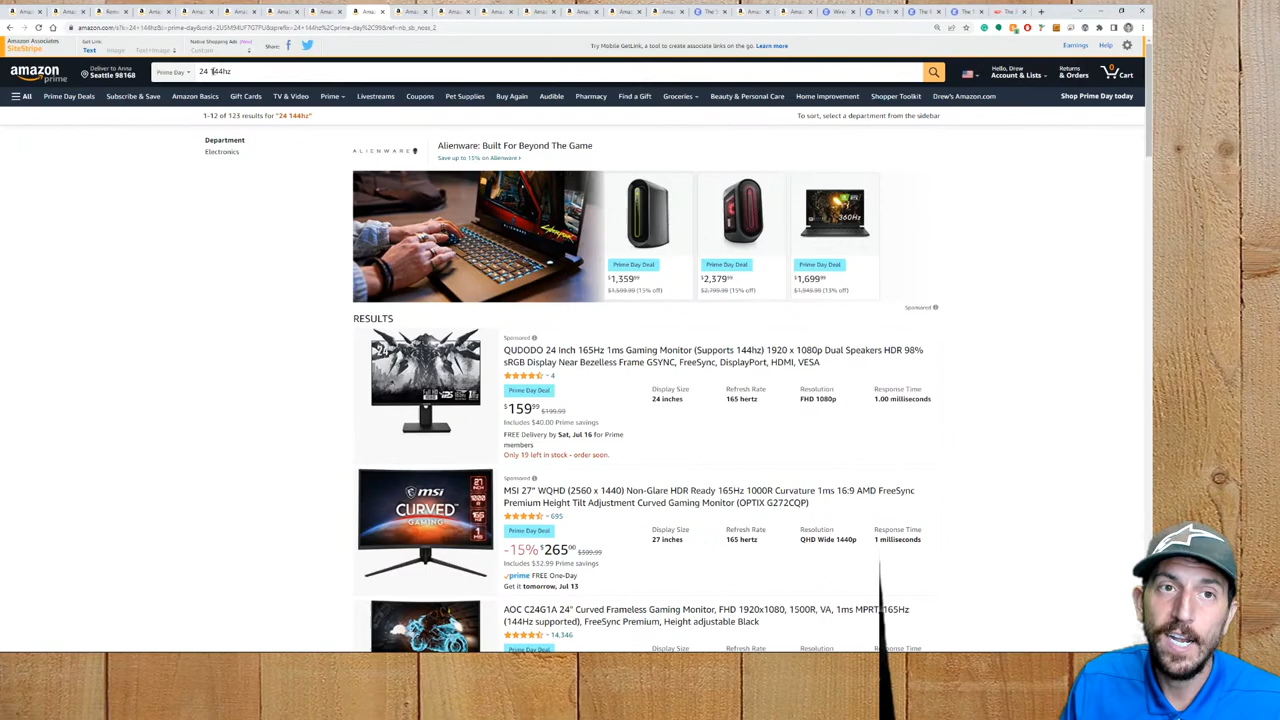 amazon.com/s?k=24+144hz&i=prime-day&crid=2U5M94UF7G7PU&sprefix=24+144hz%2Cprime-day%2C99&ref=nb_sb_noss_2
Amazon Associates
SiteStripe
Get Link
Text Image Text+Image
Native Shopping Ads (New)
Custom
Share:
Try Mobile GetLink, a tool to create associate links on the go. Learn more
Earnings Help
amazon
prime
Deliver to Anna
Seattle 98168
Prime Day 24 144hz
Hello, Drew
Account & Lists
Returns
& Orders
0
Cart
All Prime Day Deals Subscribe & Save Amazon Basics Gift Cards TV & Video Prime Livestreams Coupons Pet Supplies Buy Again Audible Pharmacy Find a Gift Groceries Beauty & Personal Care Home Improvement Shopper Toolkit Drew's Amazon.com Shop Prime Day today
1-12 of 123 results for "24 144hz"
To sort, select a department from the sidebar
Department
Electronics
ALIENWARE
Alienware: Built For Beyond The Game
Save up to 15% on Alienware ›
360Hz
Prime Day Deal Prime Day Deal Prime Day Deal
$1,359.99 $2,379.99 $1,699.99
$1,599.99 (15% off) $2,799.99 (15% off) $1,949.99 (13% off)
Sponsored
RESULTS
Sponsored
QUDODO 24 Inch 165Hz 1ms Gaming Monitor (Supports 144hz) 1920 x 1080p Dual Speakers HDR 98%
sRGB Display Near Bezelless Frame GSYNC, FreeSync, DisplayPort, HDMI, VESA
4
Prime Day Deal
Display Size Refresh Rate Resolution Response Time
24 inches 165 hertz FHD 1080p 1.00 milliseconds
$159.99 $199.99
Includes $40.00 Prime savings
FREE Delivery by Sat, Jul 16 for Prime
members
Only 19 left in stock - order soon.
Sponsored
MSI 27" WQHD (2560 x 1440) Non-Glare HDR Ready 165Hz 1000R Curvature 1ms 16:9 AMD FreeSync
Premium Height Tilt Adjustment Curved Gaming Monitor (OPTIX G272CQP)
695
msi
CURVED
GAMING
Prime Day Deal
Display Size Refresh Rate Resolution Response Time
27 inches 165 hertz QHD Wide 1440p 1 milliseconds
-15% $265.00 $309.99
Includes $32.99 Prime savings
prime FREE One-Day
Get it tomorrow, Jul 13
AOC C24G1A 24" Curved Frameless Gaming Monitor, FHD 1920x1080, 1500R, VA, 1ms MPRT, 165Hz
(144Hz supported), FreeSync Premium, Height adjustable Black
14,346
Prime Day Deal
Display Size Refresh Rate Resolution Response Time